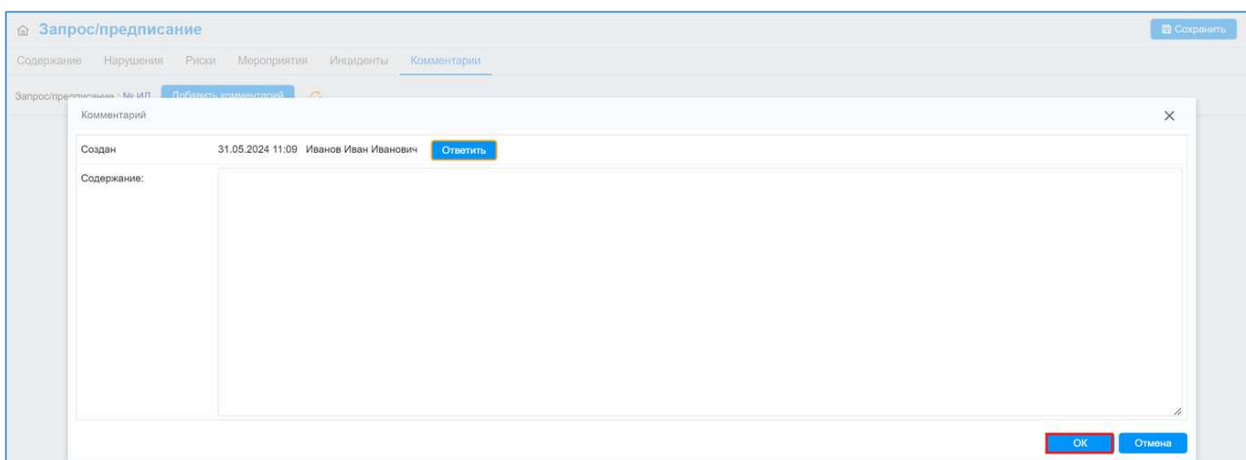 Запрос/предписание
Сохранить
Содержание Нарушения Риски Мероприятия Инциденты Комментарии
Запрос/предписание : № ИД Добавить комментарий
Комментарий
Создан 31.05.2024 11:09 Иванов Иван Иванович Ответить
Содержание:
ОК Отмена